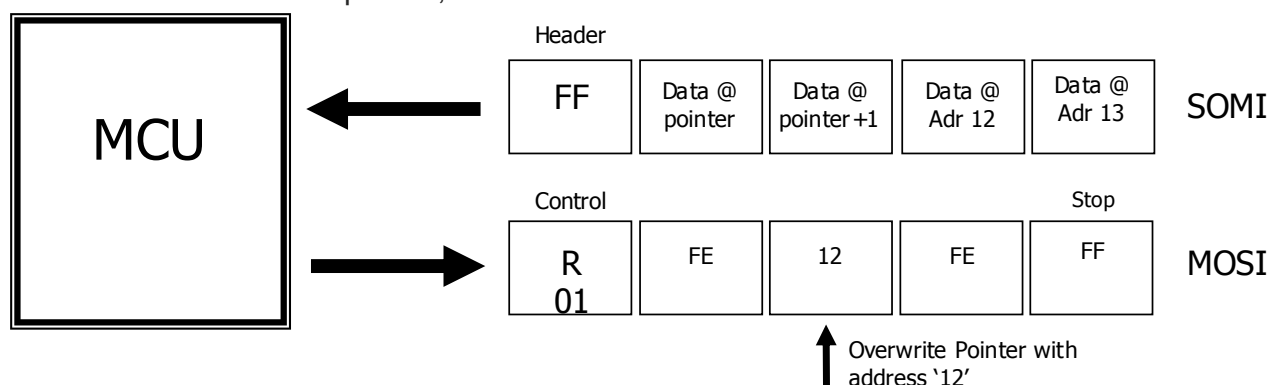 Header
MCU
FF
Data @
pointer
Data @
pointer+1
Data @
Adr 12
Data @
Adr 13
SOMI
Control
Stop
R
01
FE
12
FE
FF
MOSI
Overwrite Pointer with
address ‘12’